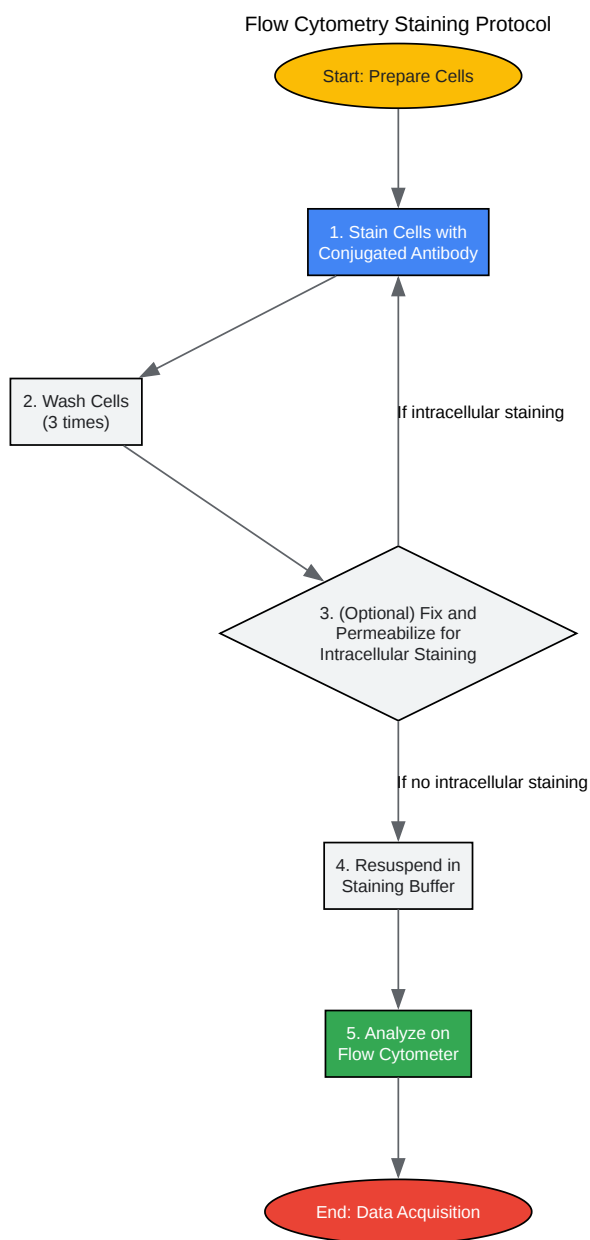 Flow Cytometry Staining Protocol
Start: Prepare Cells
1. Stain Cells with
Conjugated Antibody
2. Wash Cells
(3 times)
If intracellular staining
3. (Optional) Fix and
Permeabilize for
Intracellular Staining
If no intracellular staining
4. Resuspend in
Staining Buffer
5. Analyze on
Flow Cytometer
End: Data Acquisition